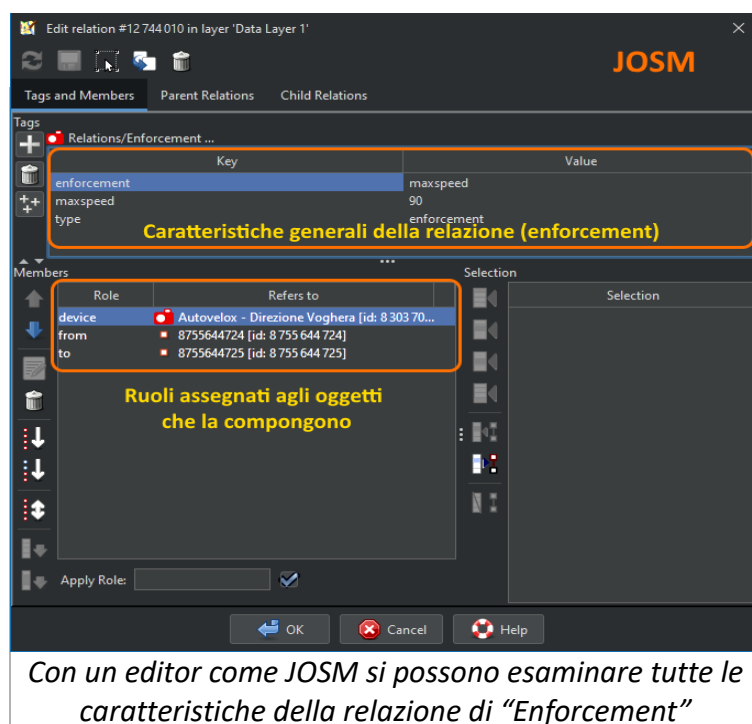 Edit relation #12 744 010 in layer 'Data Layer 1'
JOSM
Tags and Members Parent Relations Child Relations
Tags
Relations/Enforcement ...
Key Value
enforcement maxspeed
maxspeed 90
type enforcement
Caratteristiche generali della relazione (enforcement)
Members
Selection
Role Refers to
Selection
device Autovelox - Direzione Voghera [id: 8 303 70...
from 8755644724 [id: 8 755 644 724]
to 8755644725 [id: 8 755 644 725]
Ruoli assegnati agli oggetti
che la compongono
Apply Role:
OK Cancel Help
Con un editor come JOSM si possono esaminare tutte le
caratteristiche della relazione di “Enforcement”